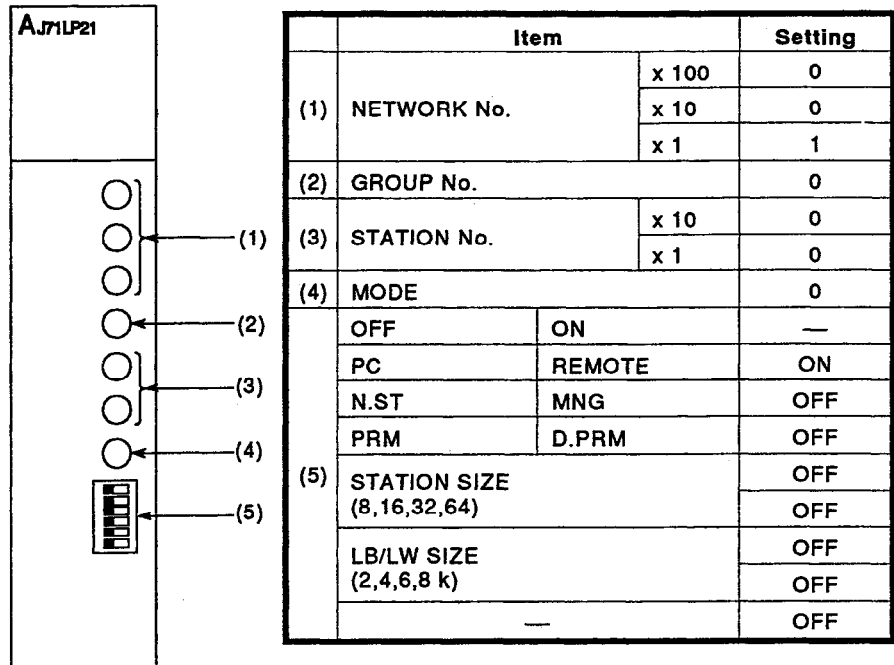 AJ71LP21
(1)
(2)
(3)
(4)
(5)
Item Setting
(1) NETWORK No. x 100 0
x 10 0
x 1 1
(2) GROUP No. 0
(3) STATION No. x 10 0
x 1 0
(4) MODE 0
(5) OFF ON —
PC REMOTE ON
N.ST MNG OFF
PRM D.PRM OFF
STATION SIZE OFF
(8,16,32,64) OFF
LB/LW SIZE OFF
(2,4,6,8 k) OFF
— OFF